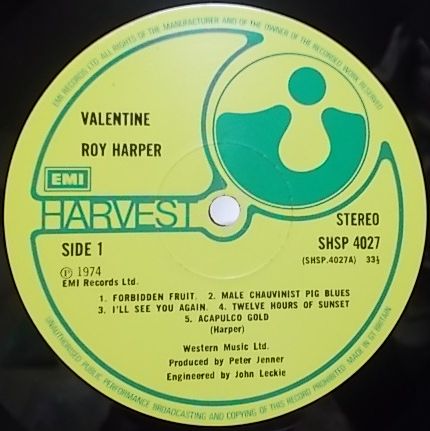 EMI RECORDS LTD. ALL RIGHTS OF THE MANUFACTURER AND OF THE OWNER OF THE RECORDED WORK RESERVED
VALENTINE
ROY HARPER
EMI
HARVEST
STEREO
SIDE 1
SHSP 4027
(SHSP.4027A) 33⅓
Ⓟ 1974
EMI Records Ltd.
1. FORBIDDEN FRUIT. 2. MALE CHAUVINIST PIG BLUES
3. I'LL SEE YOU AGAIN. 4. TWELVE HOURS OF SUNSET
5. ACAPULCO GOLD
(Harper)
Western Music Ltd.
Produced by Peter Jenner
Engineered by John Leckie
UNAUTHORISED PUBLIC PERFORMANCE BROADCASTING AND COPYING OF THIS RECORD PROHIBITED. MADE IN GT. BRITAIN